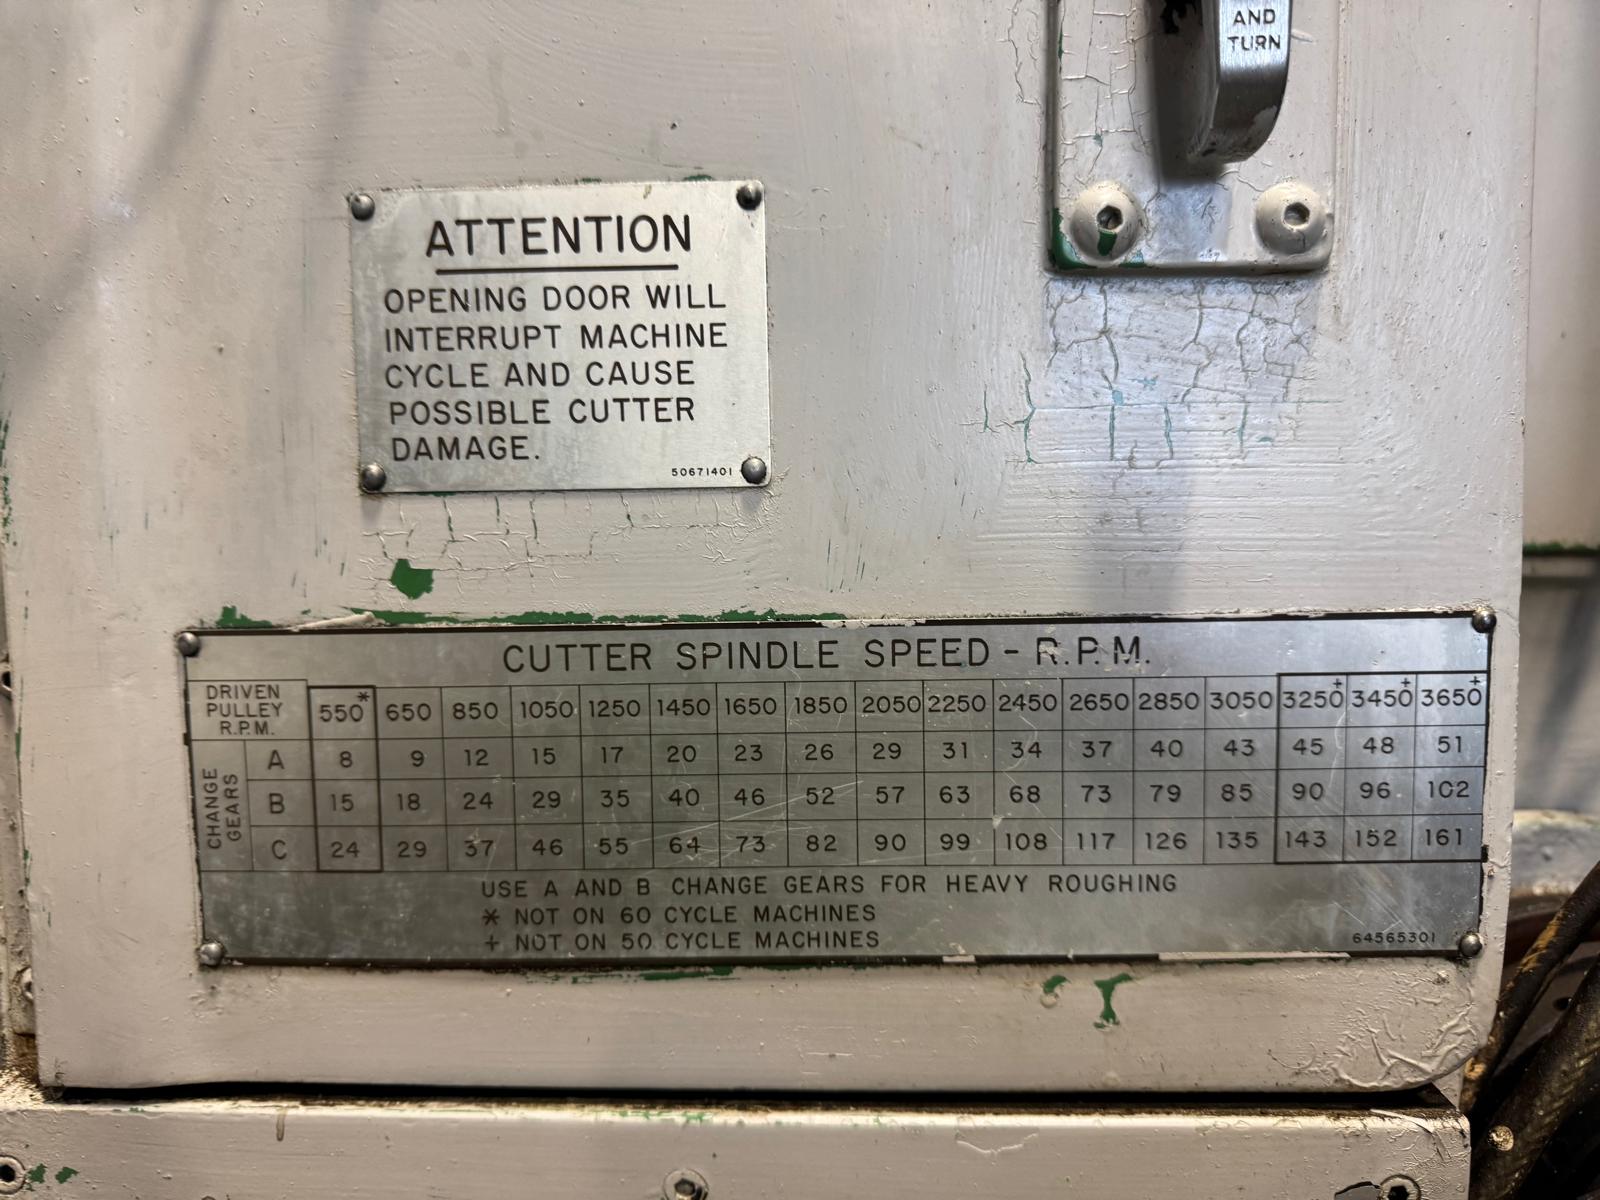 AND
TURN
ATTENTION
OPENING DOOR WILL
INTERRUPT MACHINE
CYCLE AND CAUSE
POSSIBLE CUTTER
DAMAGE.
50671401
CUTTER SPINDLE SPEED - R.P.M.
DRIVEN PULLEY R.P.M. 550* 650 850 1050 1250 1450 1650 1850 2050 2250 2450 2650 2850 3050 3250+ 3450+ 3650+
CHANGE GEARS
A 8 9 12 15 17 20 23 26 29 31 34 37 40 43 45 48 51
B 15 18 24 29 35 40 46 52 57 63 68 73 79 85 90 96 102
C 24 29 37 46 55 64 73 82 90 99 108 117 126 135 143 152 161
USE A AND B CHANGE GEARS FOR HEAVY ROUGHING
* NOT ON 60 CYCLE MACHINES
+ NOT ON 50 CYCLE MACHINES
64565301